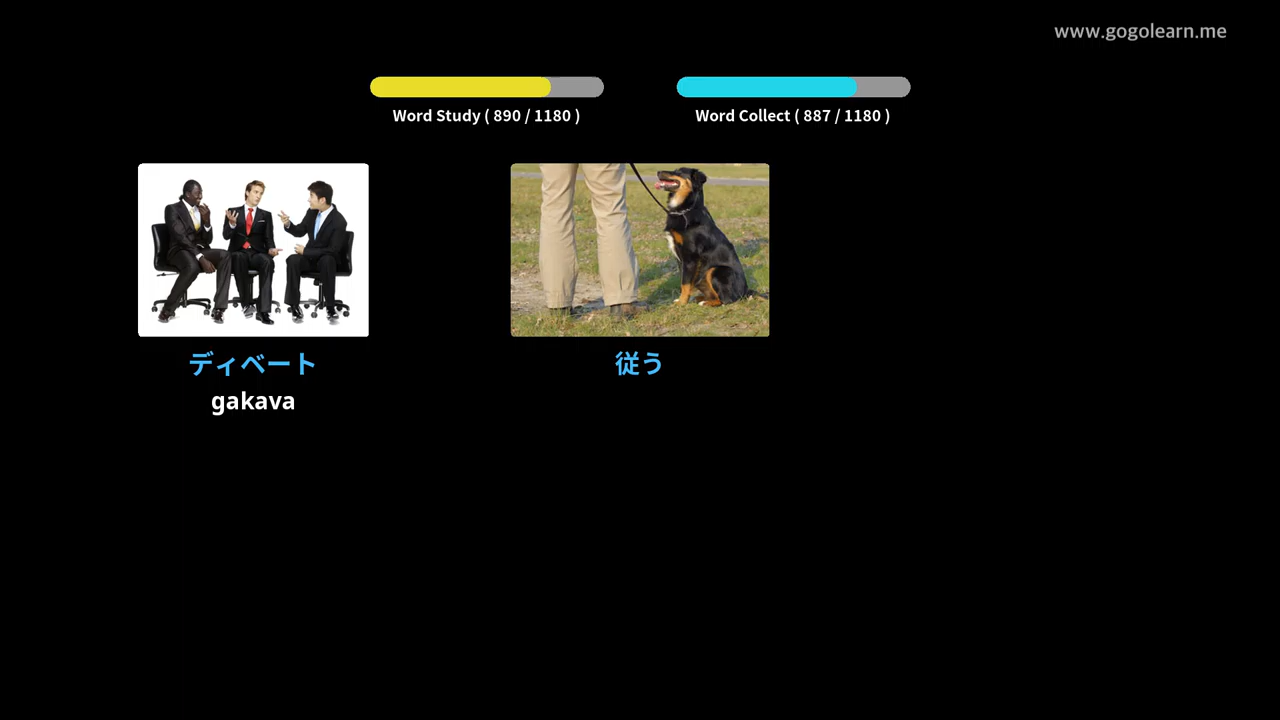 www.gogolearn.me
Word Study ( 890 / 1180 )
Word Collect ( 887 / 1180 )
ディベート
gakava
従う